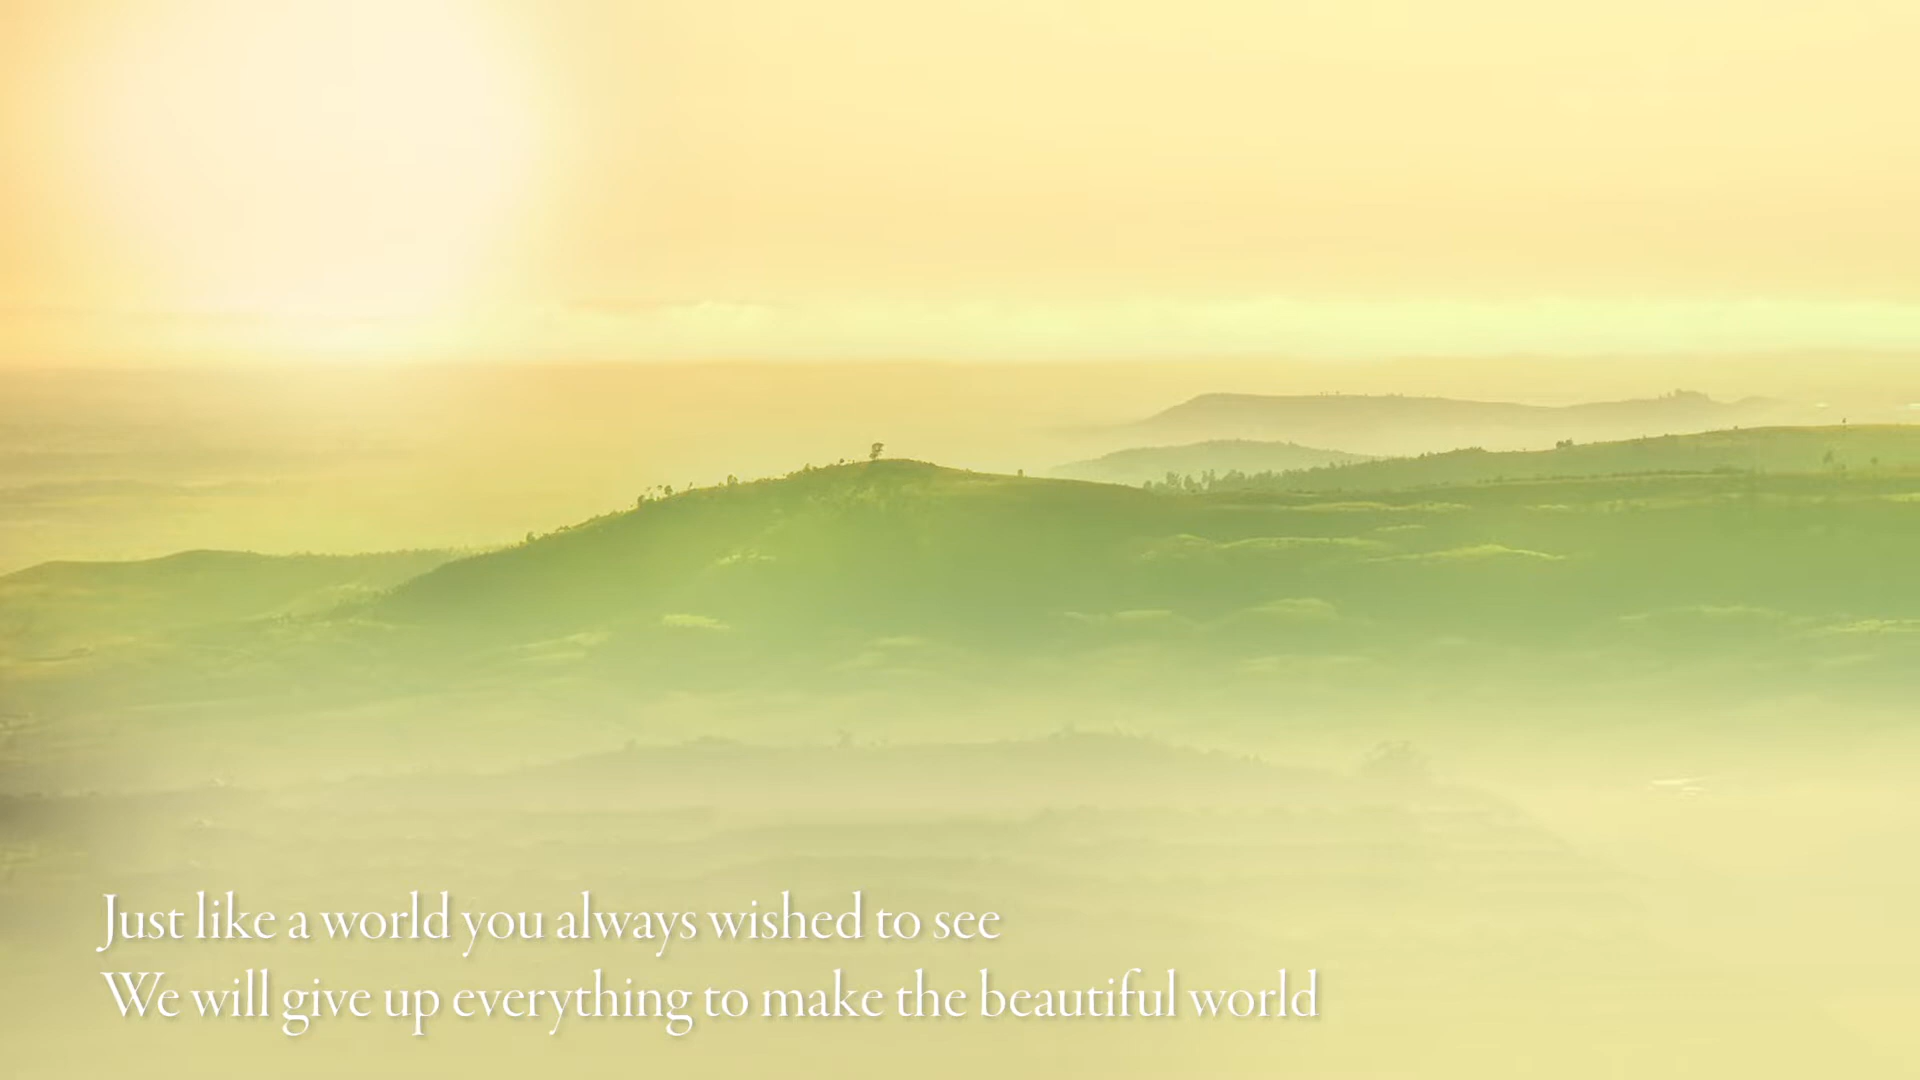 Just like a world you always wished to see
We will give up everything to make the beautiful world